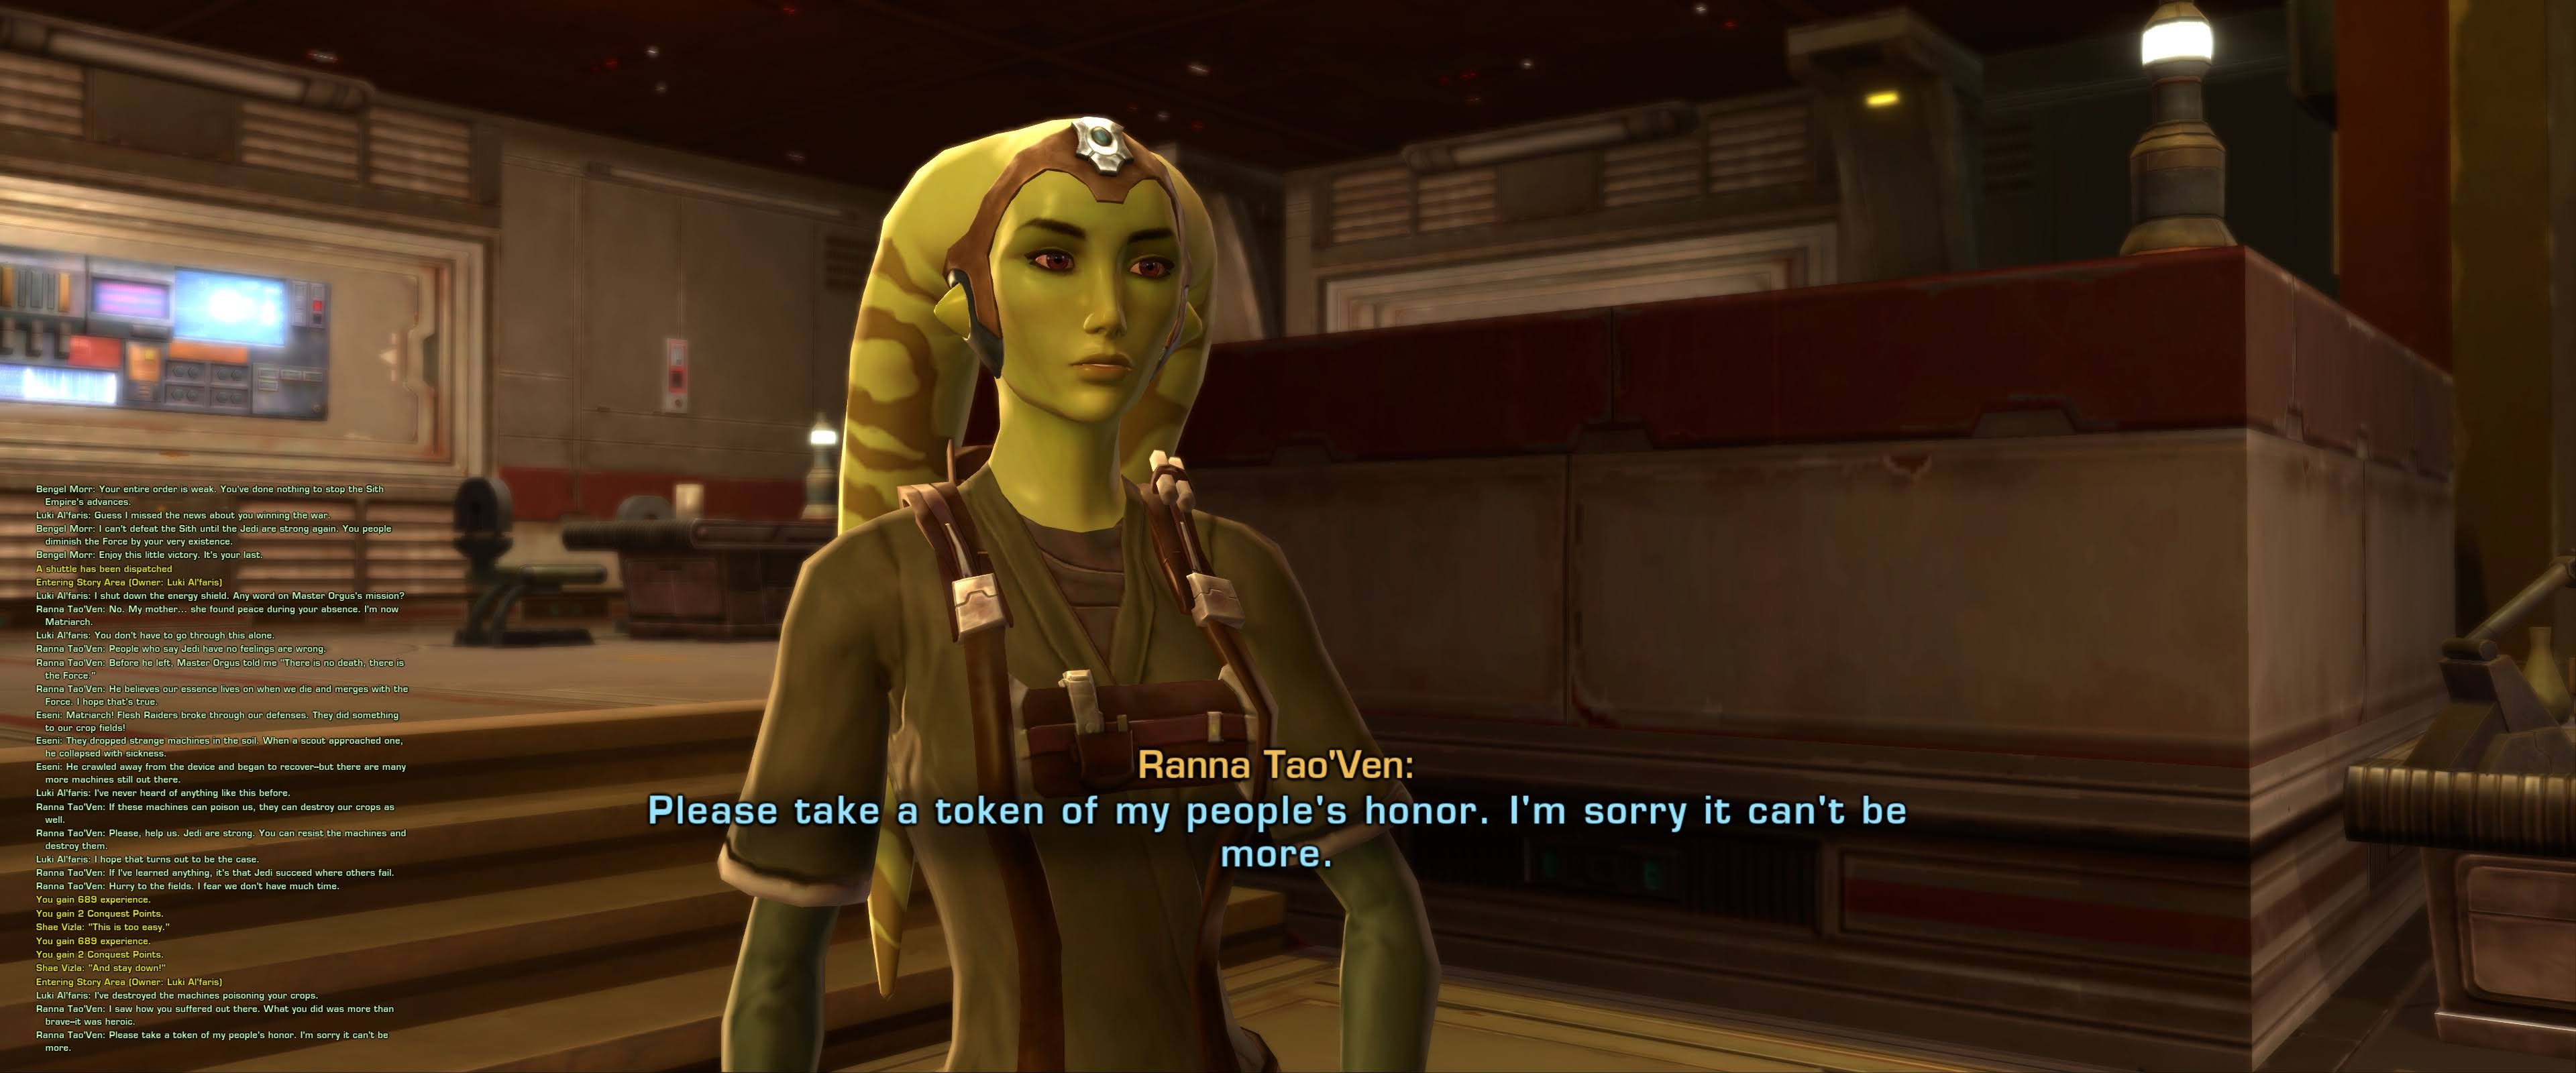 Bengel Morr: Your entire order is weak. You've done nothing to stop the Sith
Empire's advances.
Luki Al'faris: Guess I missed the news about you winning the war.
Bengel Morr: I can't defeat the Sith until the Jedi are strong again. You people
diminish the Force by your very existence.
Bengel Morr: Enjoy this little victory. It's your last.
A shuttle has been dispatched
Entering Story Area (Owner: Luki Al'faris)
Luki Al'faris: I shut down the energy shield. Any word on Master Orgus's mission?
Ranna Tao'Ven: No. My mother... she found peace during your absence. I'm now
Matriarch.
Luki Al'faris: You don't have to go through this alone.
Ranna Tao'Ven: People who say Jedi have no feelings are wrong.
Ranna Tao'Ven: Before he left, Master Orgus told me "There is no death, there is
the Force."
Ranna Tao'Ven: He believes our essence lives on when we die and merges with the
Force. I hope that's true.
Eseni: Matriarch! Flesh Raiders broke through our defenses. They did something
to our crop fields!
Eseni: They dropped strange machines in the soil. When a scout approached one,
he collapsed with sickness.
Eseni: He crawled away from the device and began to recover–but there are many
more machines still out there.
Luki Al'faris: I've never heard of anything like this before.
Ranna Tao'Ven: If these machines can poison us, they can destroy our crops as
well.
Ranna Tao'Ven: Please, help us. Jedi are strong. You can resist the machines and
destroy them.
Luki Al'faris: I hope that turns out to be the case.
Ranna Tao'Ven: If I've learned anything, it's that Jedi succeed where others fail.
Ranna Tao'Ven: Hurry to the fields. I fear we don't have much time.
You gain 689 experience.
You gain 2 Conquest Points.
Shae Vizla: "This is too easy."
You gain 689 experience.
You gain 2 Conquest Points.
Shae Vizla: "And stay down!"
Entering Story Area (Owner: Luki Al'faris)
Luki Al'faris: I've destroyed the machines poisoning your crops.
Ranna Tao'Ven: I saw how you suffered out there. What you did was more than
brave–it was heroic.
Ranna Tao'Ven: Please take a token of my people's honor. I'm sorry it can't be
more.
Ranna Tao'Ven:
Please take a token of my people's honor. I'm sorry it can't be
more.